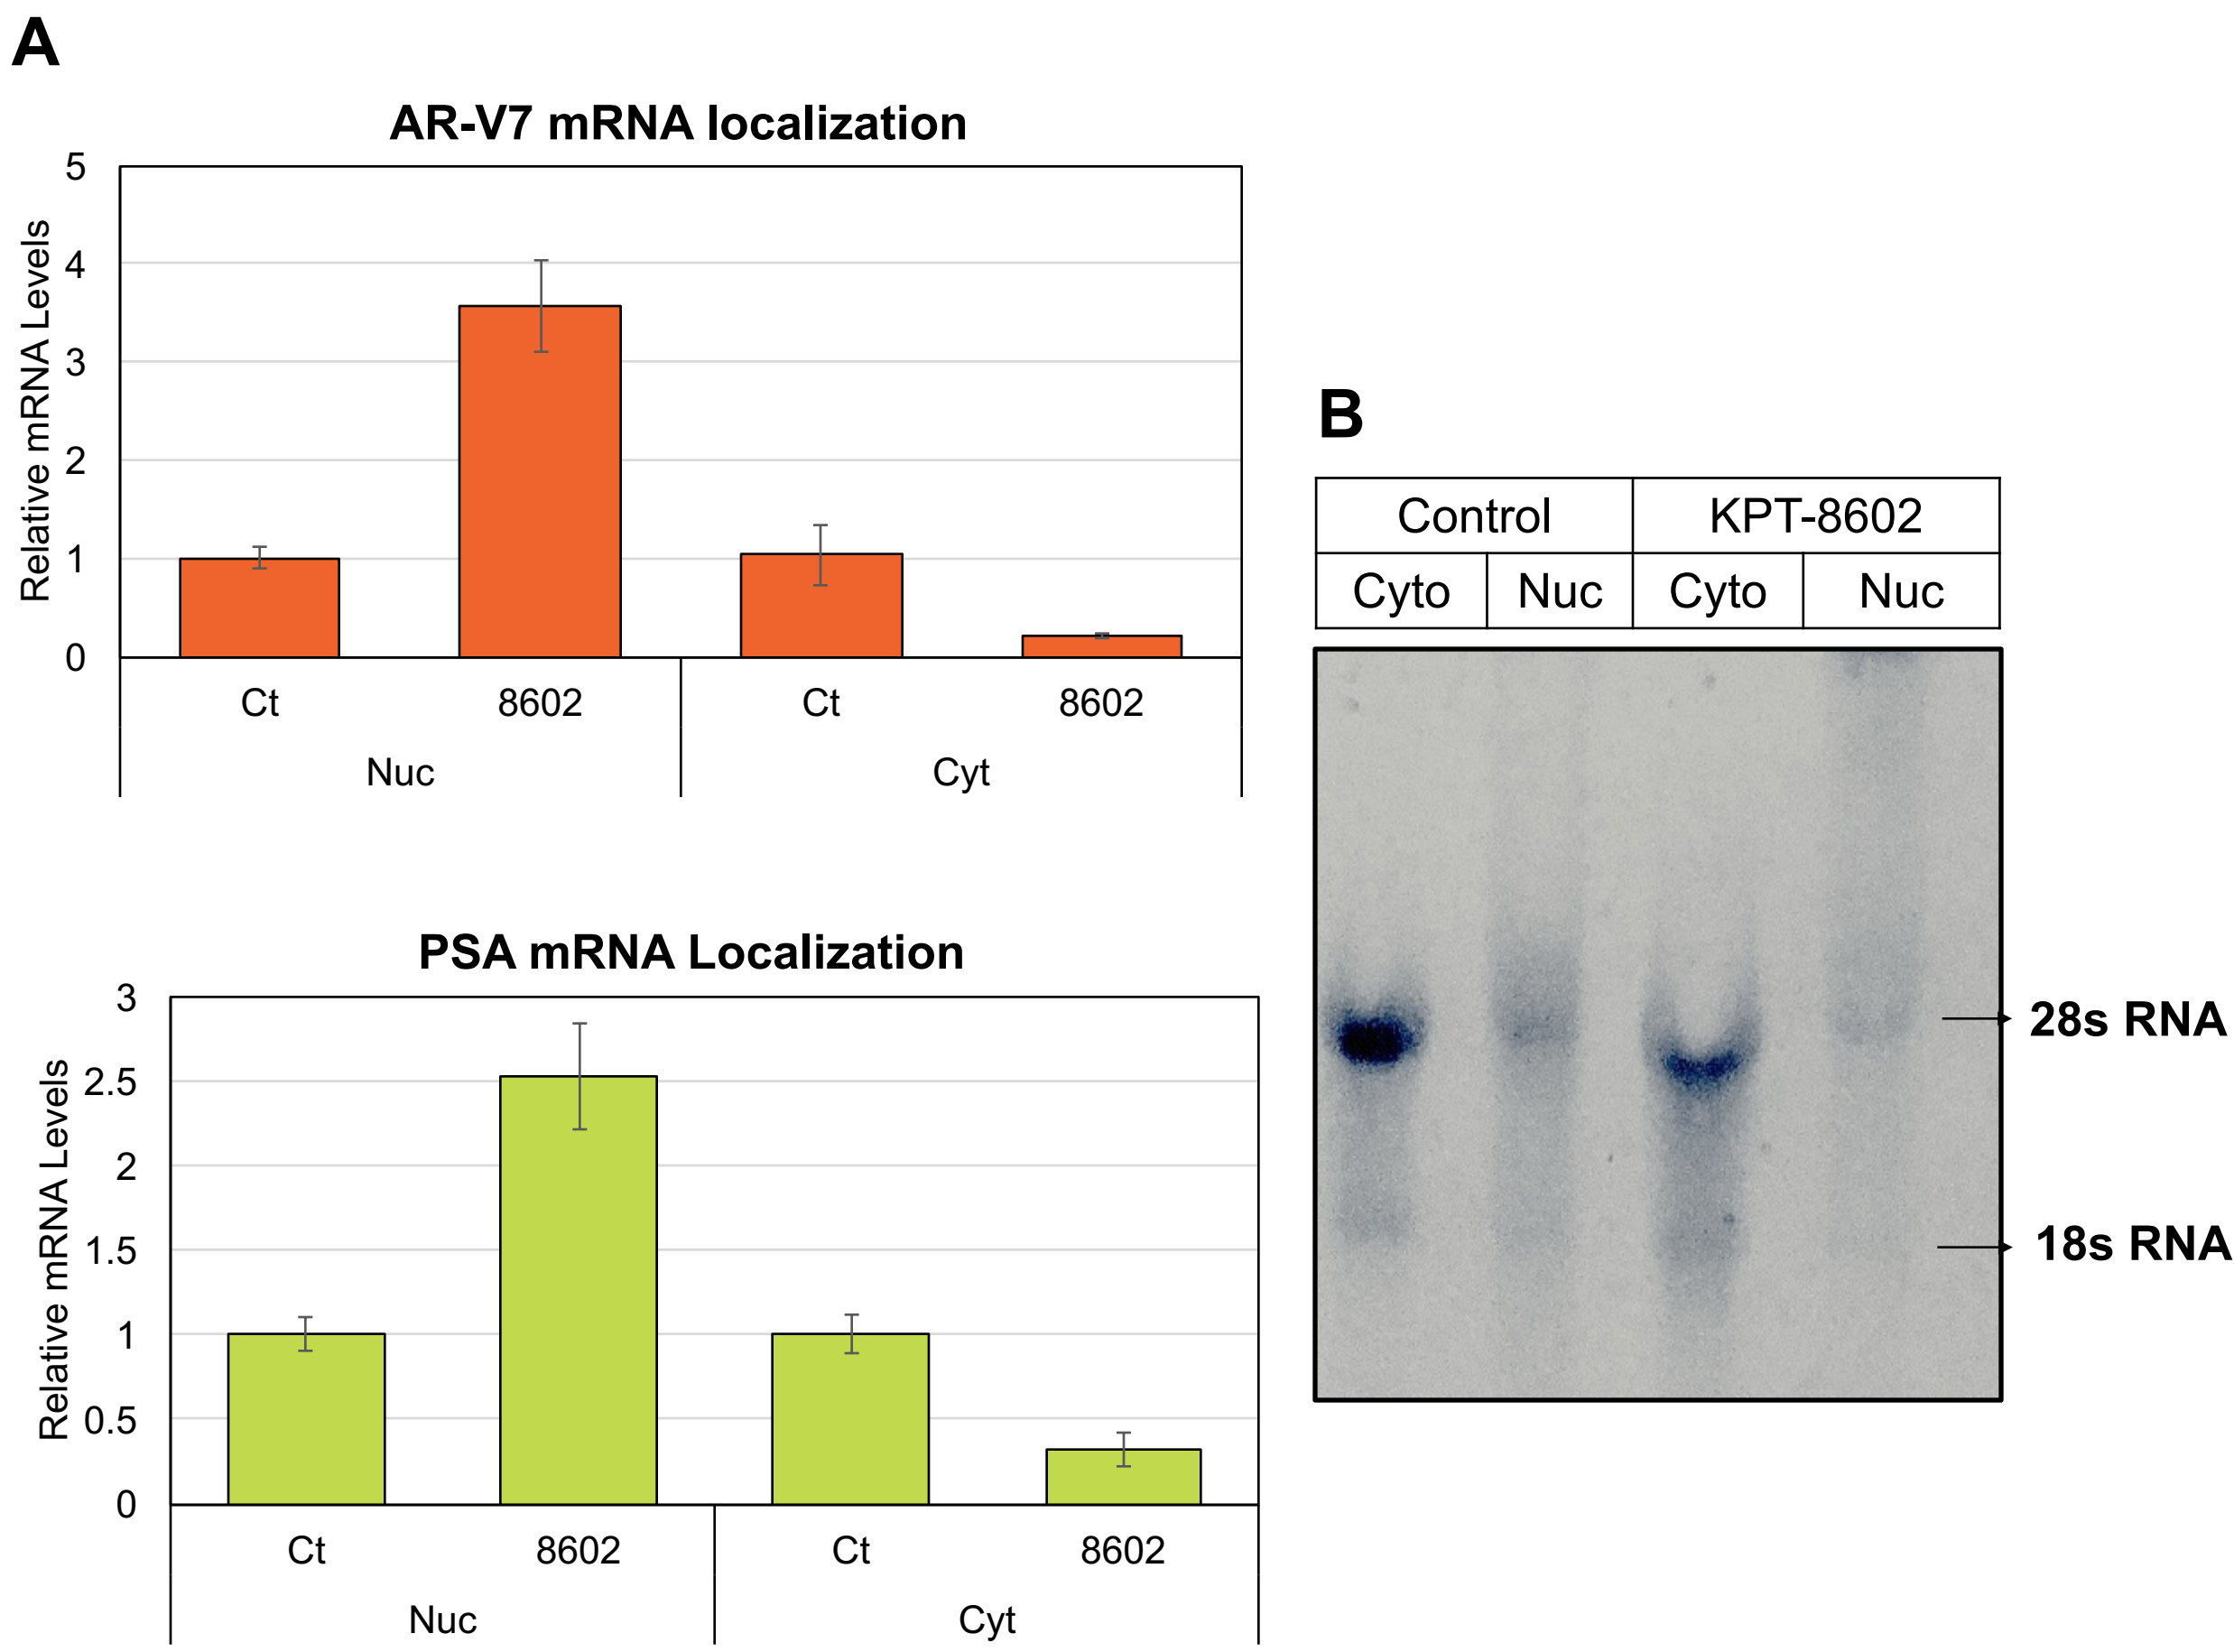 A
AR-V7 mRNA localization
Relative mRNA Levels
5
4
3
2
1
0
Ct 8602 Ct 8602
Nuc Cyt
PSA mRNA Localization
Relative mRNA Levels
3
2.5
2
1.5
1
0.5
0
Ct 8602 Ct 8602
Nuc Cyt
B
Control KPT-8602
Cyto Nuc Cyto Nuc
28s RNA
18s RNA